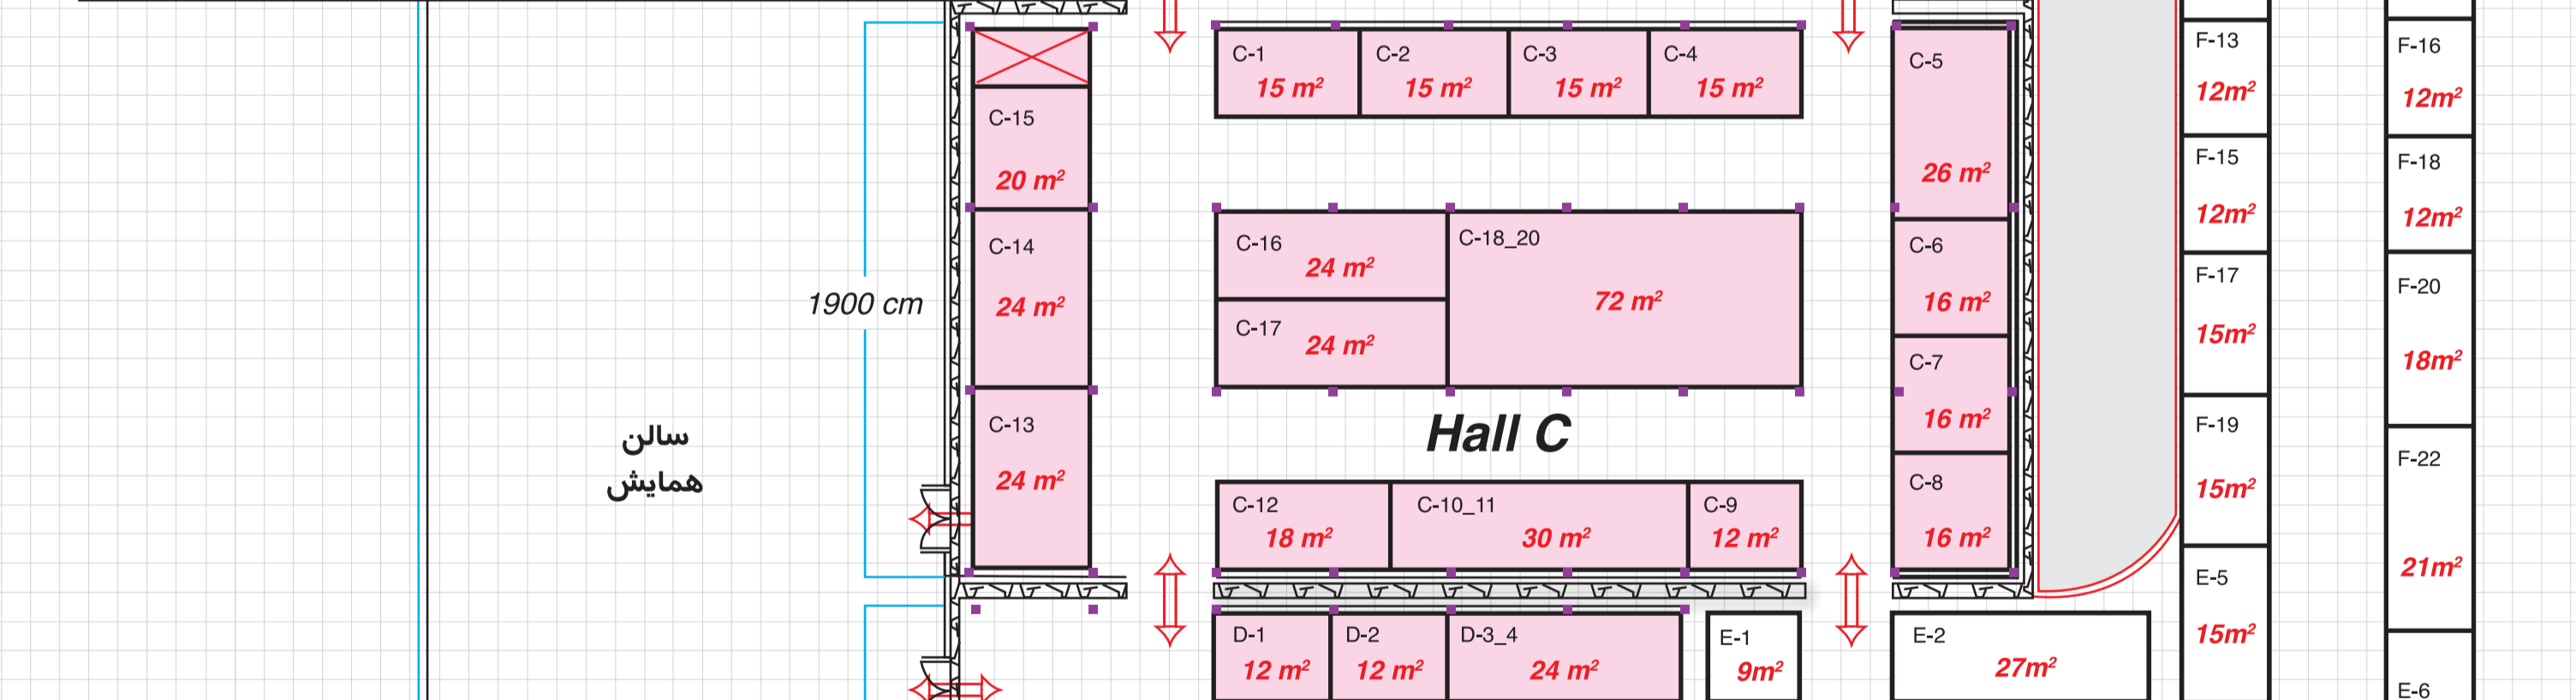 C-15
20 m²
C-14
24 m²
C-13
24 m²
1900 cm
سالن
همایش
C-1
15 m²
C-2
15 m²
C-3
15 m²
C-4
15 m²
C-16
24 m²
C-17
24 m²
C-18_20
72 m²
Hall C
C-12
18 m²
C-10_11
30 m²
C-9
12 m²
D-1
12 m²
D-2
12 m²
D-3_4
24 m²
E-1
9m²
C-5
26 m²
C-6
16 m²
C-7
16 m²
C-8
16 m²
E-2
27m²
F-13
12m²
F-15
12m²
F-17
15m²
F-19
15m²
E-5
15m²
F-16
12m²
F-18
12m²
F-20
18m²
F-22
21m²
E-6